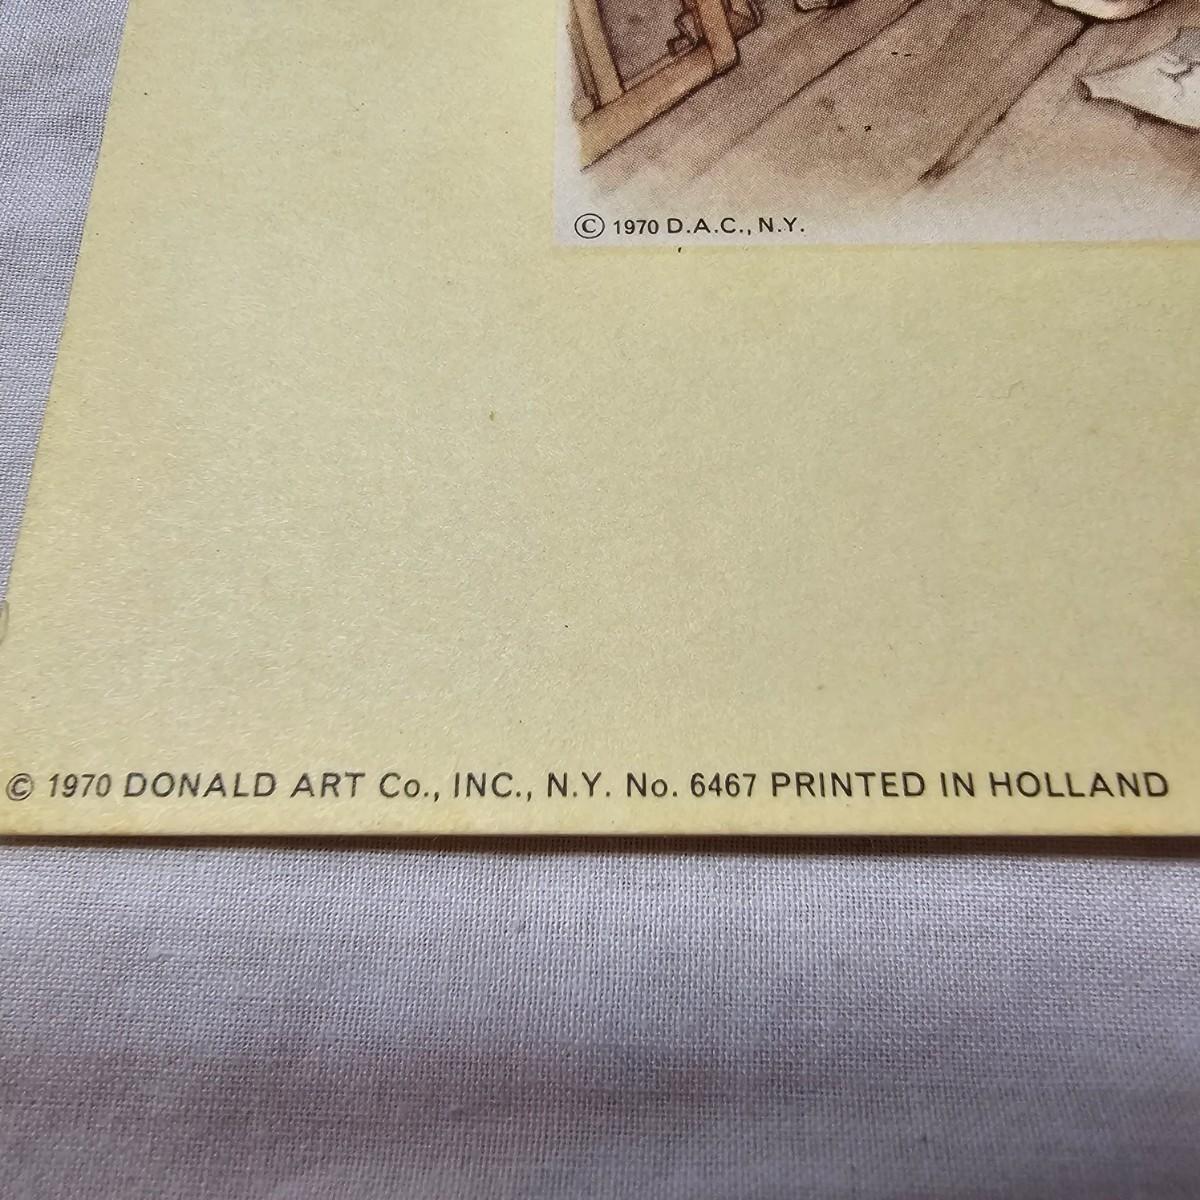 © 1970 D.A.C., N.Y.
© 1970 DONALD ART Co., INC., N.Y. No. 6467 PRINTED IN HOLLAND